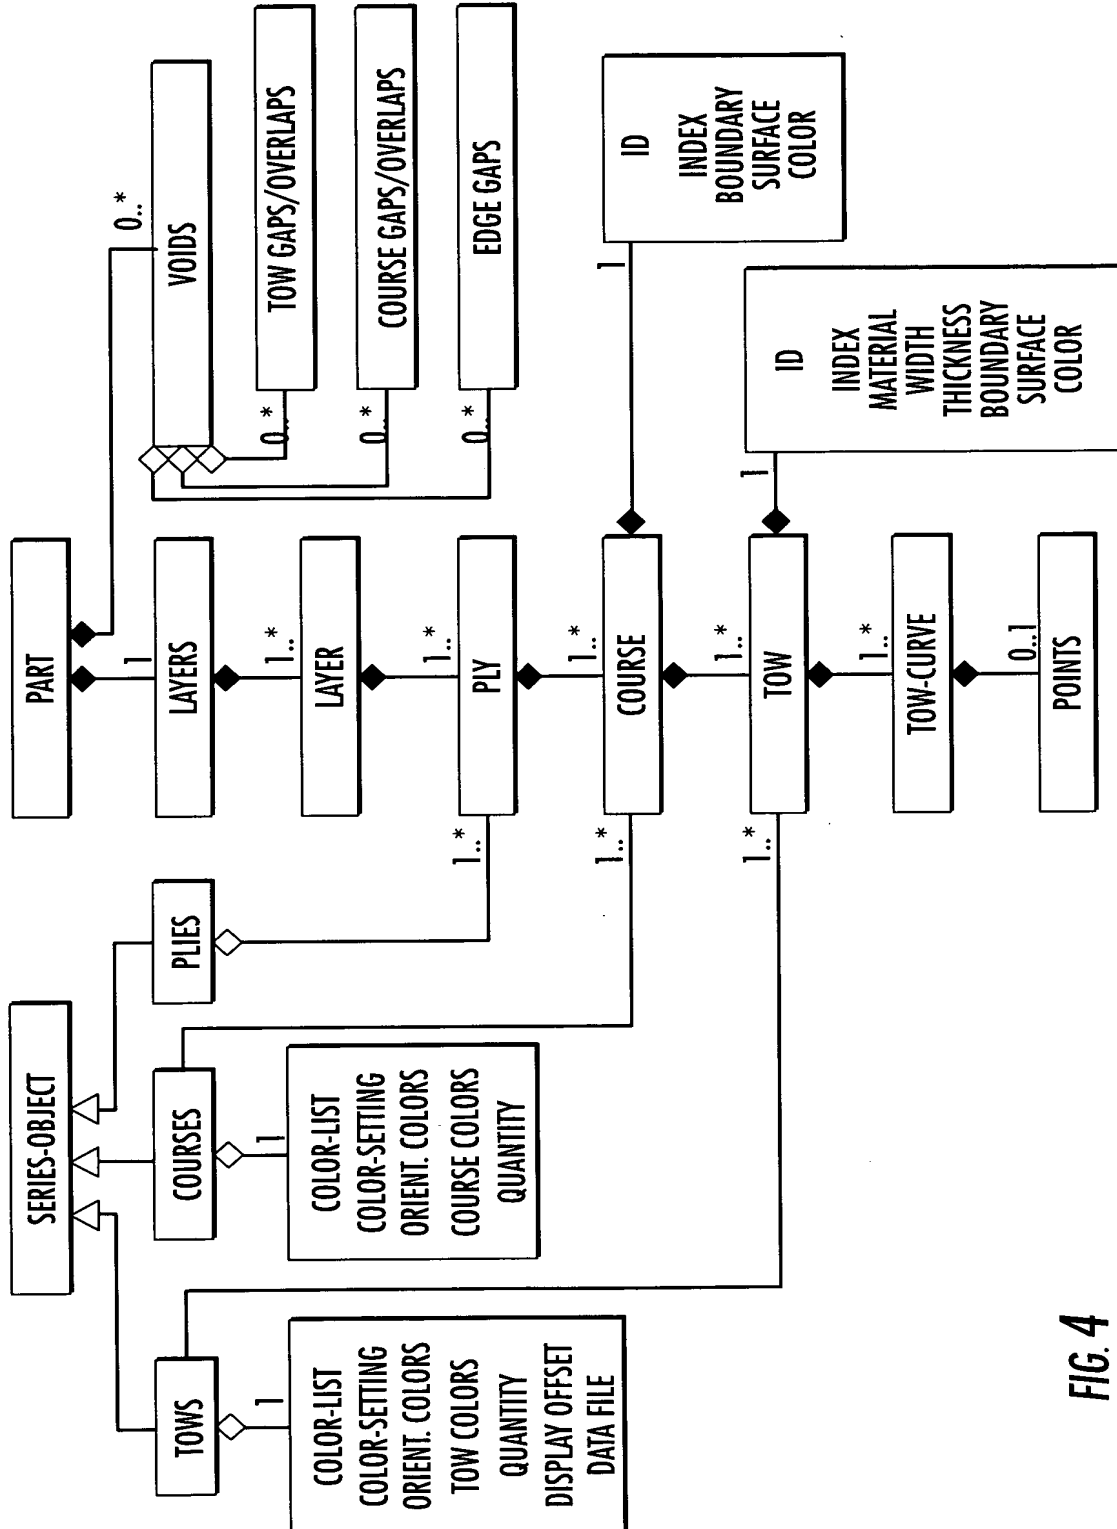 SERIES-OBJECT
PART
TOWS
COURSES
PLIES
LAYERS
VOIDS
1
0..*
1
1
1..*
0..*
0..*
0..*
COLOR-LIST
COLOR-SETTING
ORIENT. COLORS
TOW COLORS
QUANTITY
DISPLAY OFFSET
DATA FILE
COLOR-LIST
COLOR-SETTING
ORIENT. COLORS
COURSE COLORS
QUANTITY
LAYER
TOW GAPS/OVERLAPS
COURSE GAPS/OVERLAPS
EDGE GAPS
1..*
1..*
PLY
1..*
1..*
COURSE
1
ID
INDEX
BOUNDARY
SURFACE
COLOR
1..*
1..*
TOW
1
ID
INDEX
MATERIAL
WIDTH
THICKNESS
BOUNDARY
SURFACE
COLOR
1..*
TOW-CURVE
0..1
POINTS
FIG. 4